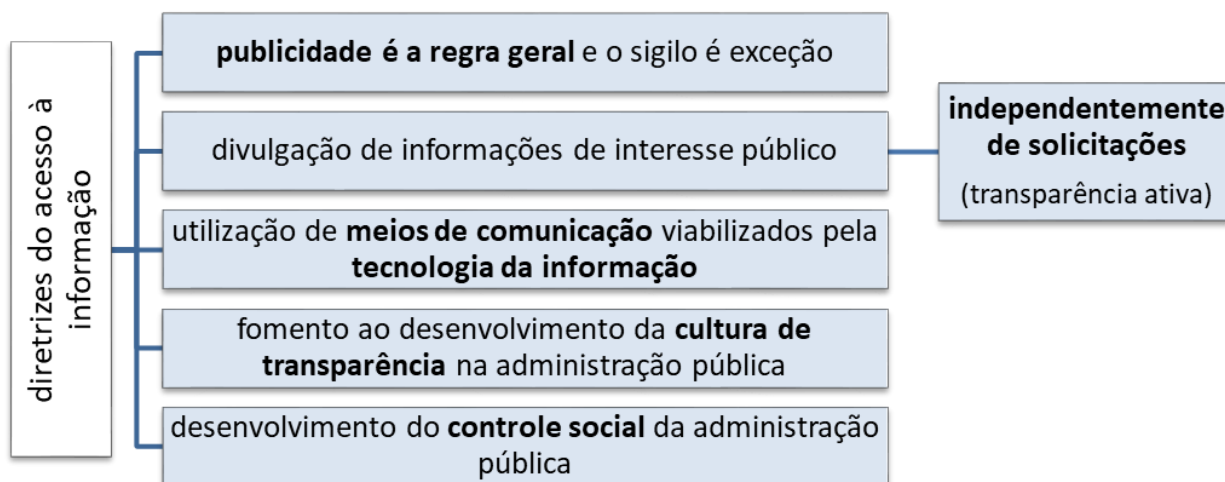 diretrizes do acesso à
informação
publicidade é a regra geral e o sigilo é exceção
divulgação de informações de interesse público
independentemente
de solicitações
(transparência ativa)
utilização de meios de comunicação viabilizados pela
tecnologia da informação
fomento ao desenvolvimento da cultura de
transparência na administração pública
desenvolvimento do controle social da administração
pública